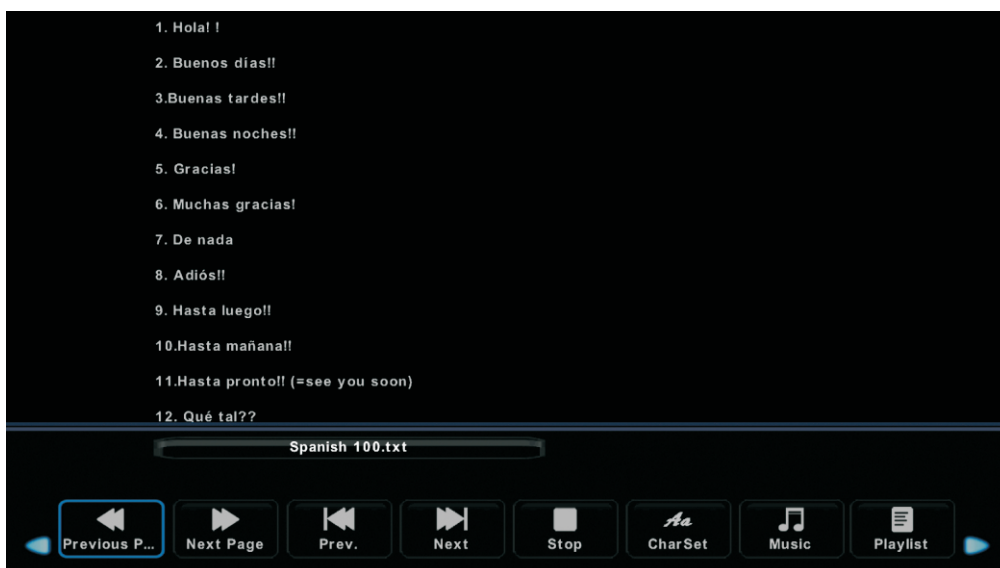 1. Hola! !
2. Buenos días!!
3.Buenas tardes!!
4. Buenas noches!!
5. Gracias!
6. Muchas gracias!
7. De nada
8. Adiós!!
9. Hasta luego!!
10.Hasta mañana!!
11.Hasta pronto!! (=see you soon)
12. Qué tal??
Spanish 100.txt
Previous P... Next Page Prev. Next Stop Aa CharSet Music Playlist